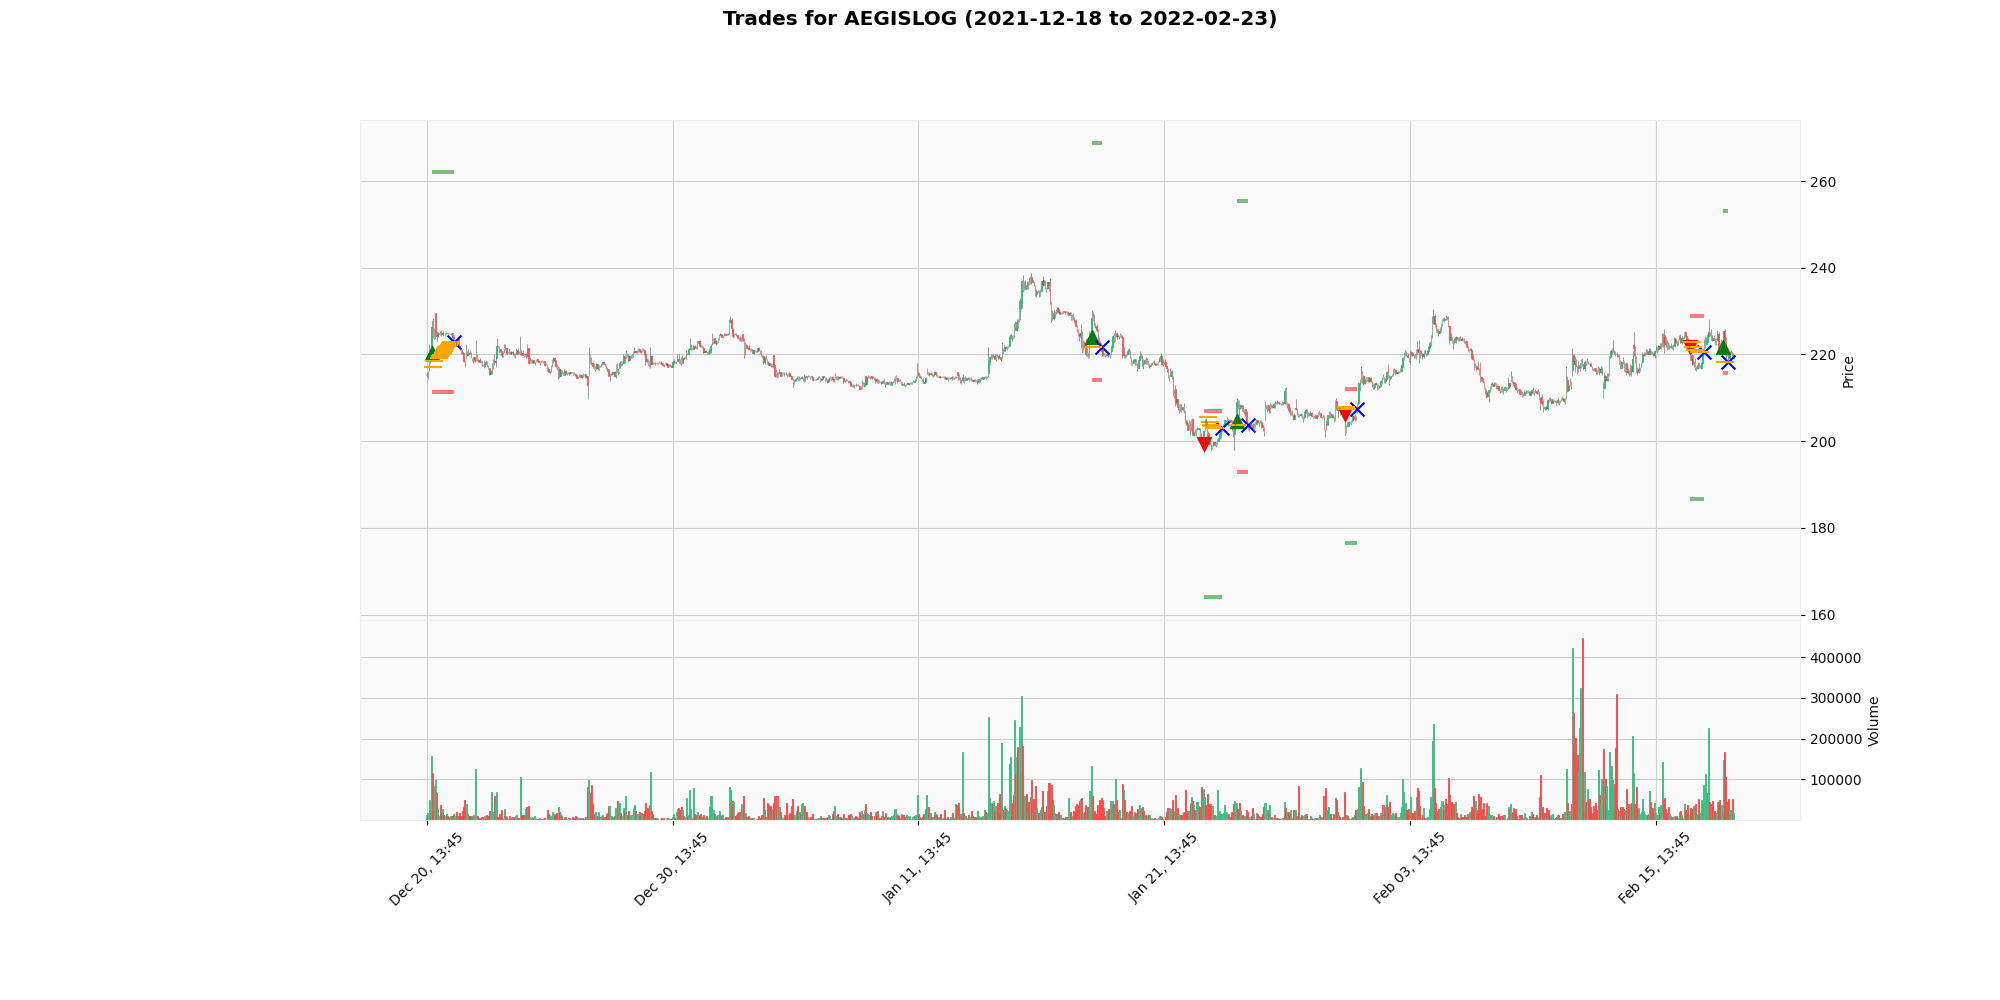 Trades for AEGISLOG (2021-12-18 to 2022-02-23)
260
240
220
200
180
160
Price
400000
300000
200000
100000
Volume
Dec 20, 13:45
Dec 30, 13:45
Jan 11, 13:45
Jan 21, 13:45
Feb 03, 13:45
Feb 15, 13:45